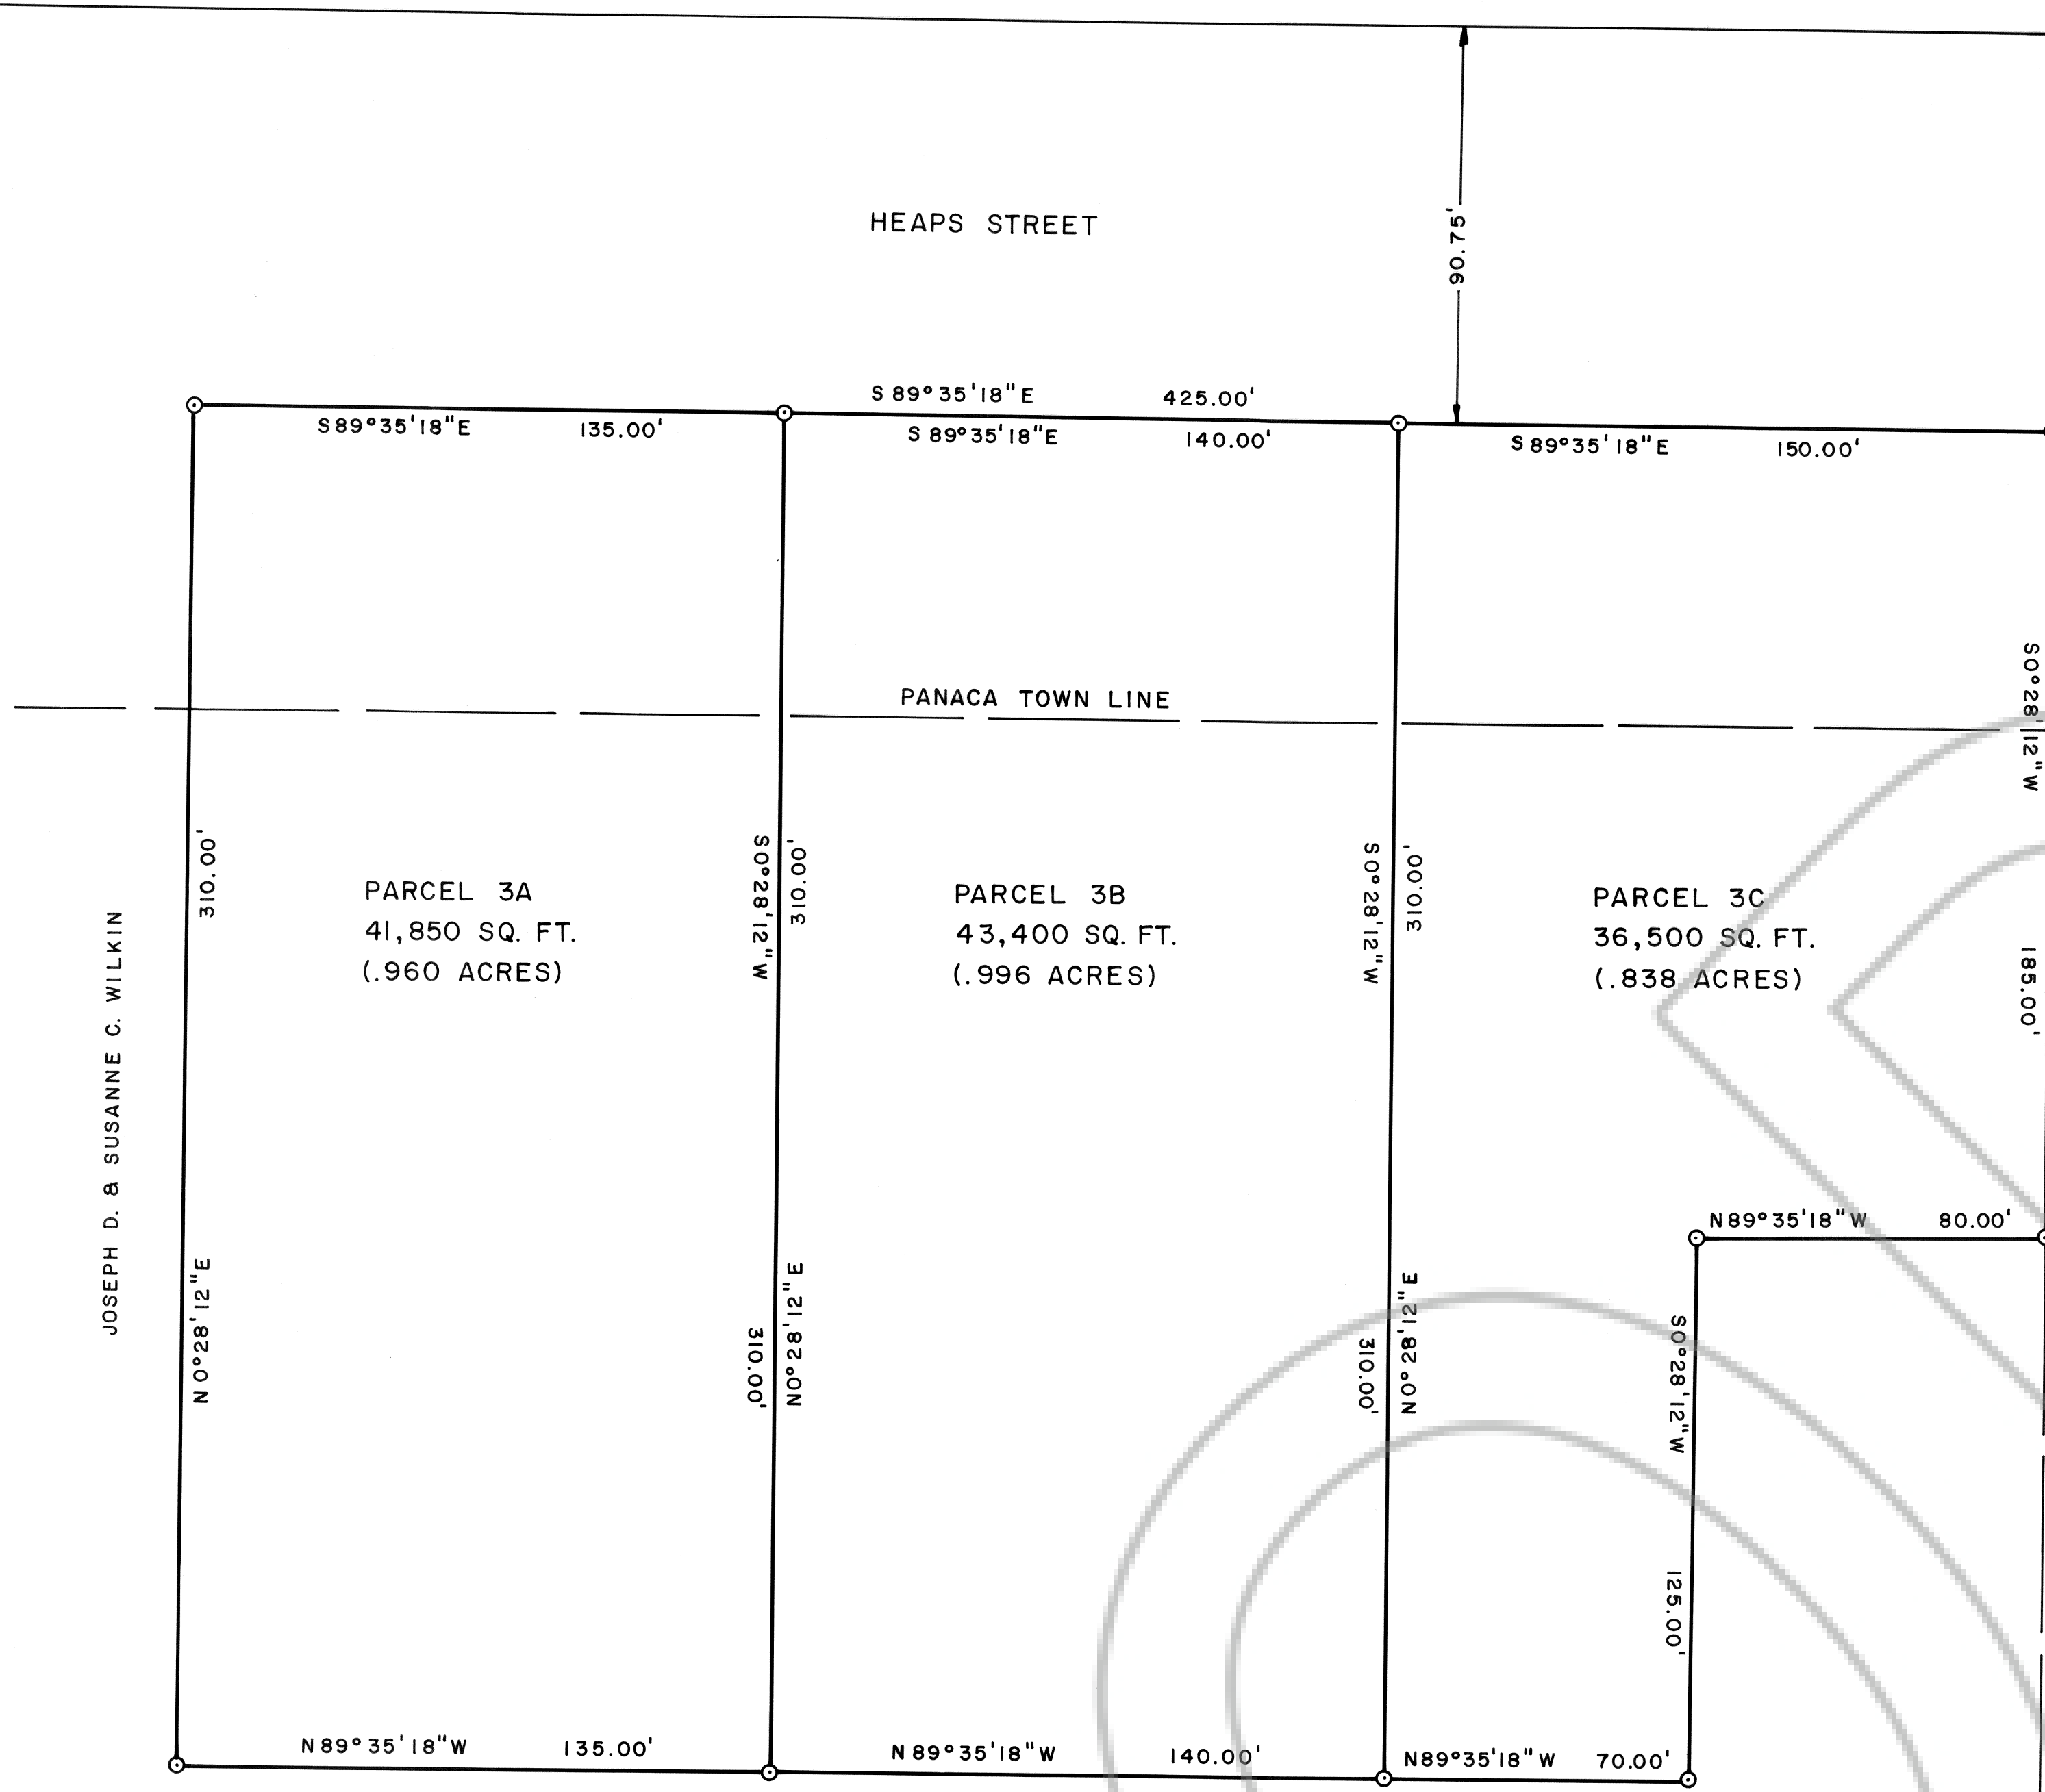 HEAPS STREET
90.75'
S 89°35'18" E 425.00'
S 89°35'18"E 135.00'
S 89°35'18"E 140.00'
S 89°35'18"E 150.00'
PANACA TOWN LINE
S0°28'12"W
185.00'
JOSEPH D. & SUSANNE C. WILKIN
310.00'
N 0°28'12"E
PARCEL 3A
41,850 SQ. FT.
(.960 ACRES)
S0°28'12"W
310.00'
310.00'
N0°28'12"E
PARCEL 3B
43,400 SQ. FT.
(.996 ACRES)
S0°28'12"W
310.00'
310.00'
N0°28'12"E
PARCEL 3C
36,500 SQ. FT.
(.838 ACRES)
N89°35'18"W 80.00'
S0°28'12"W
125.00'
N 89°35'18"W 135.00'
N 89°35'18"W 140.00'
N89°35'18"W 70.00'